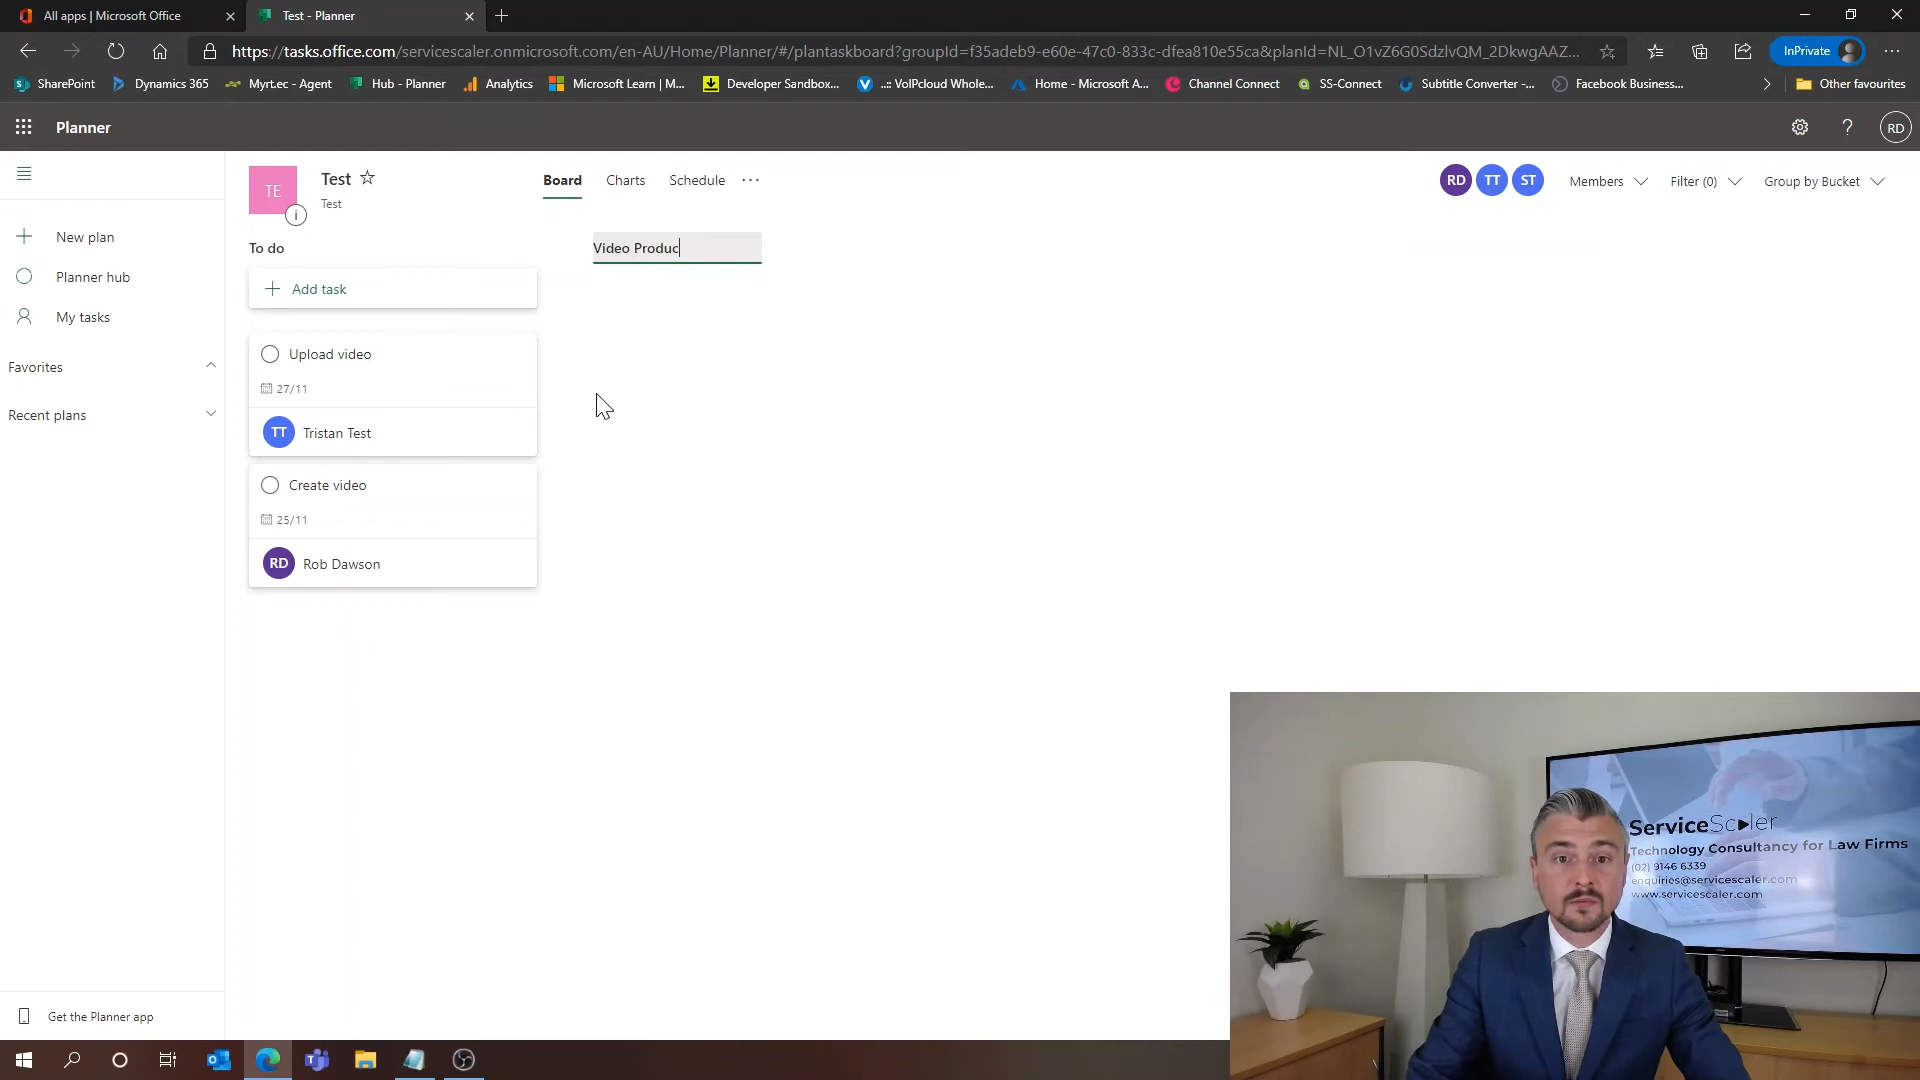 All apps | Microsoft Office
Test - Planner
https://tasks.office.com/servicescaler.onmicrosoft.com/en-AU/Home/Planner/#/plantaskboard?groupId=f35adeb9-e60e-47c0-833c-dfea810e55ca&planId=NL_O1vZ6G0SdzlvQM_2DkwgAAZ...
InPrivate
SharePoint
Dynamics 365
Myrt.ec - Agent
Hub - Planner
Analytics
Microsoft Learn | M...
Developer Sandbox...
..:: VoIPcloud Whole...
Home - Microsoft A...
Channel Connect
SS-Connect
Subtitle Converter -...
Facebook Business...
Other favourites
Planner
RD
TE
Test
Test
Board
Charts
Schedule
RD
TT
ST
Members
Filter (0)
Group by Bucket
New plan
Planner hub
My tasks
Favorites
Recent plans
Get the Planner app
To do
Add task
Upload video
27/11
TT
Tristan Test
Create video
25/11
RD
Rob Dawson
Video Produc
ServiceScaler
Technology Consultancy for Law Firms
(02) 9146 6339
enquiries@servicescaler.com
www.servicescaler.com